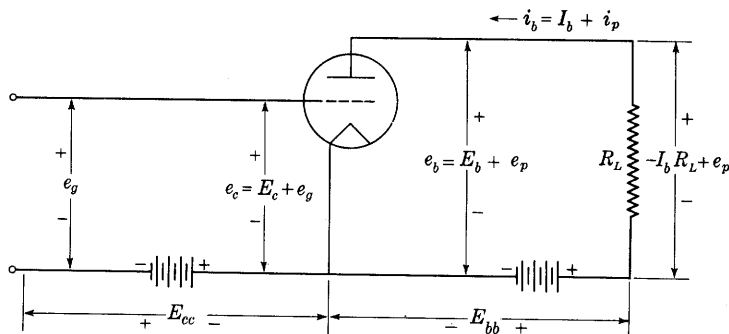 i_b = I_b + i_p
+ + + +
e_g e_c = E_c + e_g e_b = E_b + e_p R_L -I_b R_L + e_p
− − − −
− + − +
E_cc E_bb
+ − − +